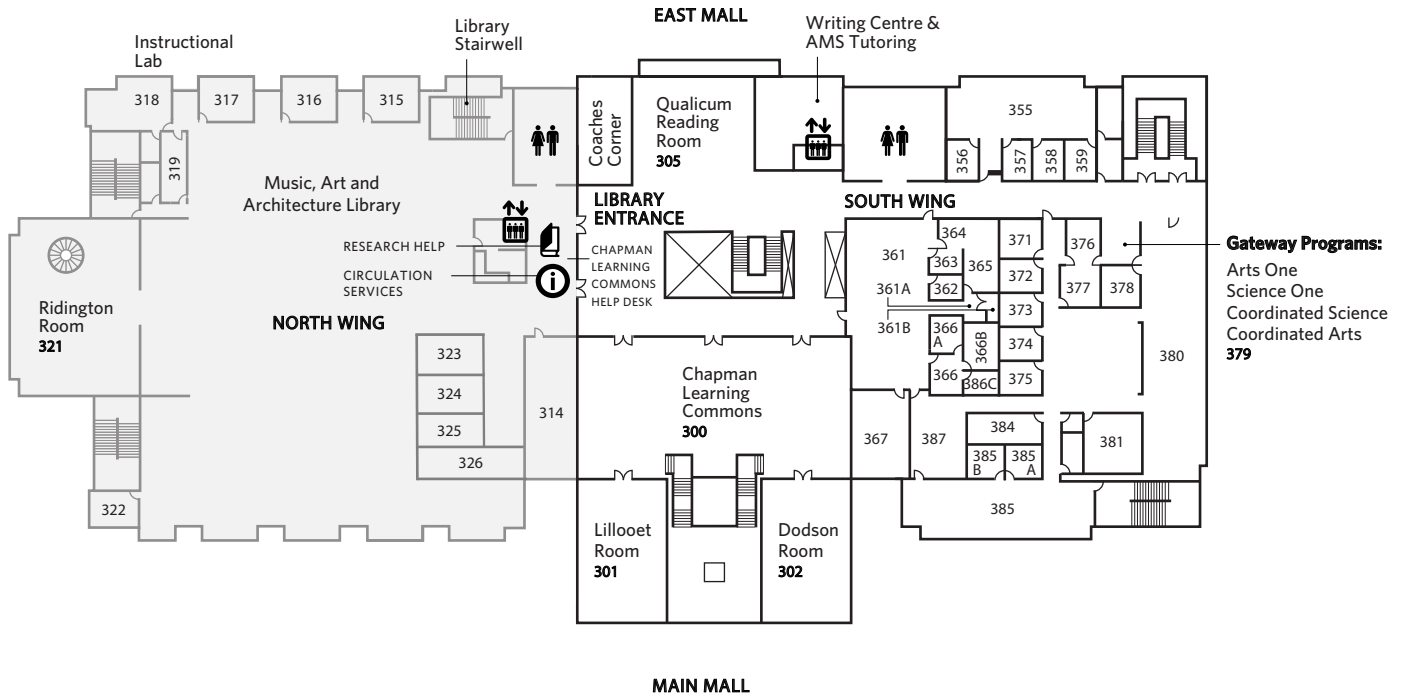 EAST MALL
Writing Centre &
AMS Tutoring
Library
Stairwell
Instructional
Lab
318
317
316
315
319
Coaches
Corner
Qualicum
Reading
Room
305
355
356
357
358
359
Music, Art and
Architecture Library
LIBRARY
ENTRANCE
SOUTH WING
RESEARCH HELP
CIRCULATION
SERVICES
CHAPMAN
LEARNING
COMMONS
HELP DESK
361
361A
361B
364
363
362
365
371
372
373
374
375
366
A
366B
366
386C
376
377
378
Gateway Programs:
Arts One
Science One
Coordinated Science
Coordinated Arts
379
380
Ridington
Room
321
NORTH WING
323
324
325
326
314
322
Chapman
Learning
Commons
300
367
387
384
385
B
385
A
381
385
Lillooet
Room
301
Dodson
Room
302
MAIN MALL